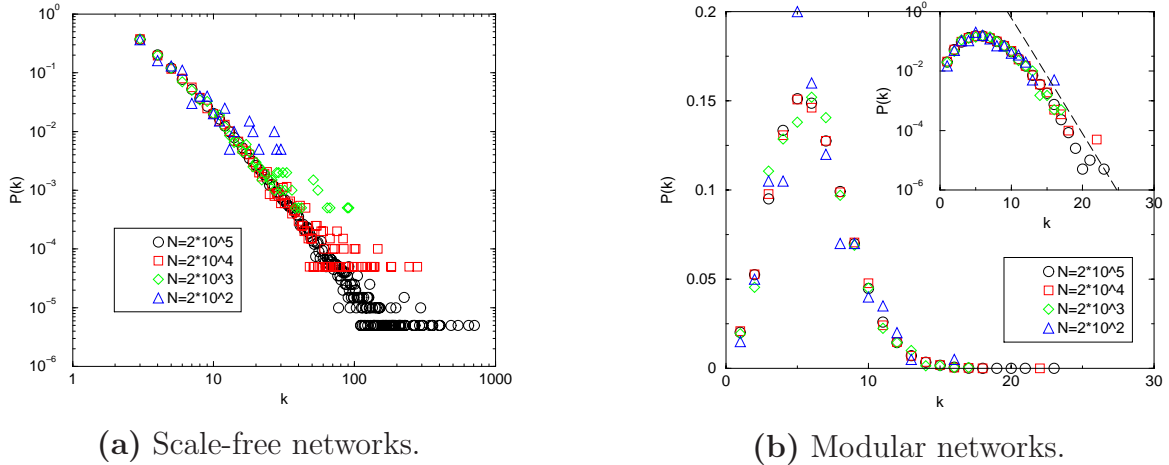 10^0
10^−1
10^−2
10^−3
10^−4
10^−5
10^−6
P(k)
N=2*10^5
N=2*10^4
N=2*10^3
N=2*10^2
1 10 100 1000
k
(a) Scale-free networks.
0.2
0.15
0.1
0.05
0
P(k)
10^0
10^−2
10^−4
10^−6
P(k)
0 10 20 30
k
N=2*10^5
N=2*10^4
N=2*10^3
N=2*10^2
0 10 20 30
k
(b) Modular networks.